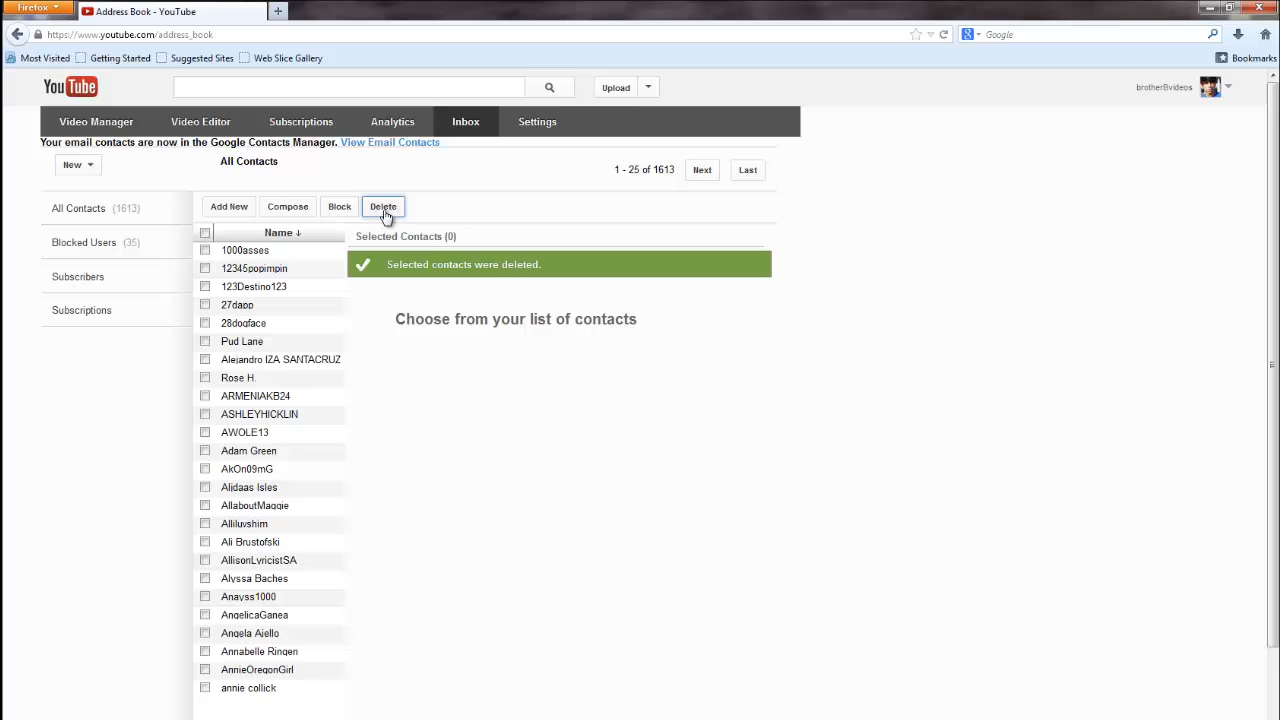 Firefox
Address Book - YouTube
https://www.youtube.com/address_book
Google
Most Visited Getting Started Suggested Sites Web Slice Gallery Bookmarks
YouTube
Upload
brotherBvideos
Video Manager Video Editor Subscriptions Analytics Inbox Settings
Your email contacts are now in the Google Contacts Manager. View Email Contacts
New
All Contacts
1 - 25 of 1613 Next Last
All Contacts (1613)
Blocked Users (35)
Subscribers
Subscriptions
Add New Compose Block Delete
Name
1000asses
12345popimpin
123Destino123
27dapp
28dogface
Pud Lane
Alejandro IZA SANTACRUZ
Rose H.
ARMENIAKB24
ASHLEYHICKLIN
AWOLE13
Adam Green
AkOn09mG
Alidaas Isles
AllaboutMaggie
Alliluvshim
Ali Brustofski
AllisonLyricistSA
Alyssa Baches
Anayss1000
AngelicaGanea
Angela Aiello
Annabelle Ringen
AnnieOregonGirl
annie collick
Selected Contacts (0)
Selected contacts were deleted.
Choose from your list of contacts